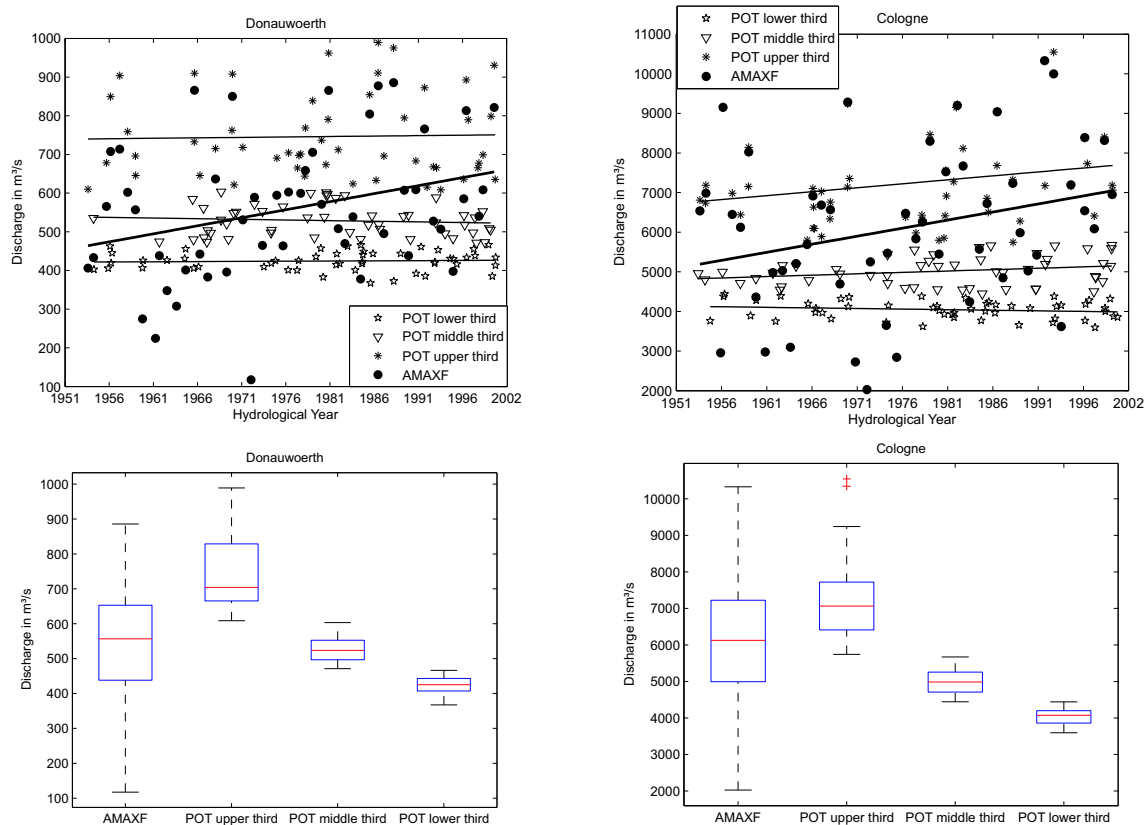 Donauwoerth
1000
900
800
700
600
500
400
300
200
100
Discharge in m³/s
1951 1956 1961 1966 1971 1976 1981 1986 1991 1996 2002
Hydrological Year
POT lower third
POT middle third
POT upper third
AMAXF
Cologne
POT lower third
POT middle third
POT upper third
AMAXF
11000
10000
9000
8000
7000
6000
5000
4000
3000
2000
Discharge in m³/s
1951 1956 1961 1966 1971 1976 1981 1986 1991 1996 2002
Hydrological Year
Donauwoerth
1000
900
800
700
600
500
400
300
200
100
Discharge in m³/s
AMAXF POT upper third POT middle third POT lower third
Cologne
10000
9000
8000
7000
6000
5000
4000
3000
2000
Discharge in m³/s
AMAXF POT upper third POT middle third POT lower third